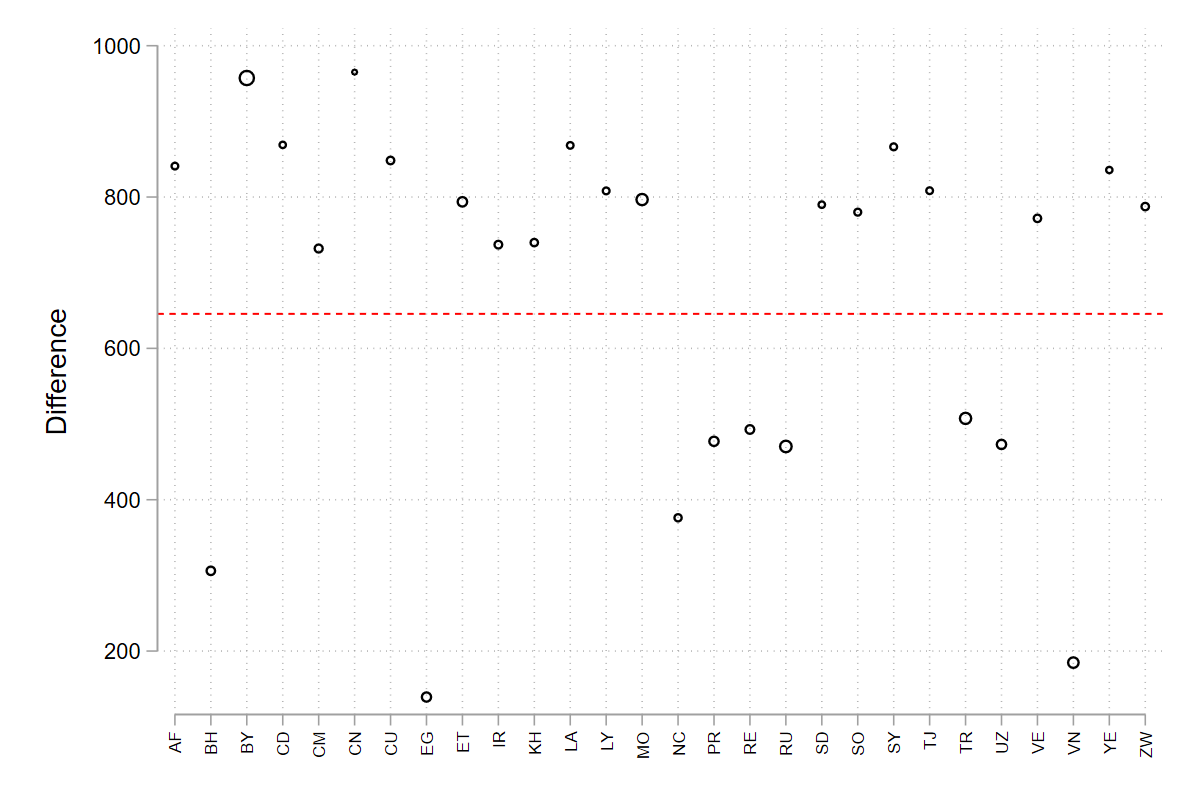 Difference
1000
800
600
400
200
AF BH BY CD CM CN CU EG ET IR KH LA LY MO NC PR RE RU SD SO SY TJ TR UZ VE VN YE ZW